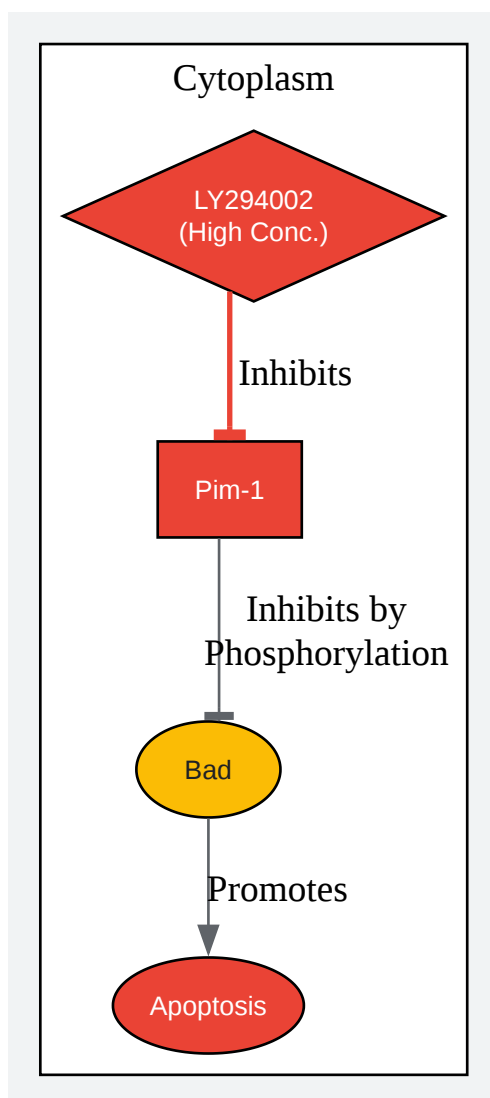 Cytoplasm
LY294002
(High Conc.)
Inhibits
Pim-1
Inhibits by
Phosphorylation
Bad
Promotes
Apoptosis